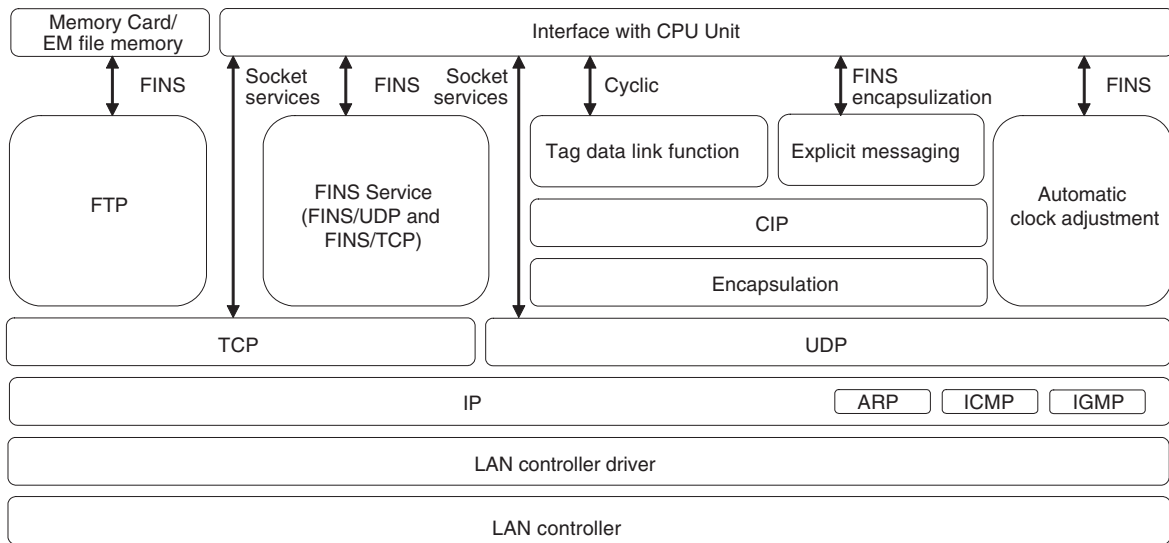 Memory Card/
EM file memory
Interface with CPU Unit
FINS
Socket
services
FINS
Socket
services
Cyclic
FINS
encapsulization
FINS
FTP
FINS Service
(FINS/UDP and
FINS/TCP)
Tag data link function
Explicit messaging
CIP
Encapsulation
Automatic
clock adjustment
TCP
UDP
IP
ARP
ICMP
IGMP
LAN controller driver
LAN controller